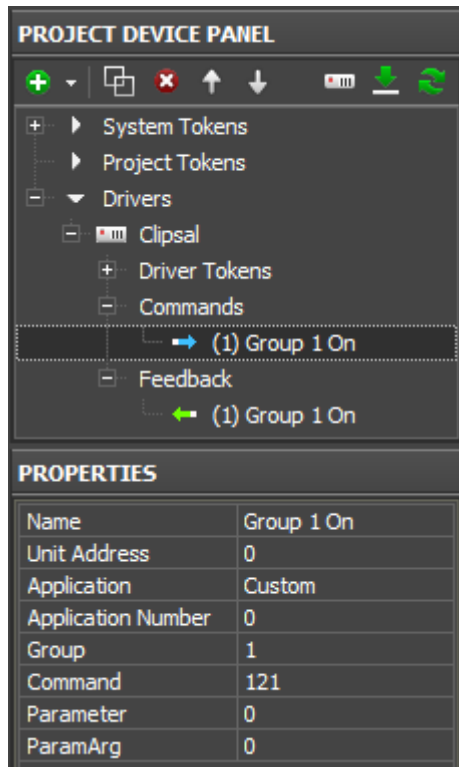 PROJECT DEVICE PANEL
System Tokens
Project Tokens
Drivers
Clipsal
Driver Tokens
Commands
(1) Group 1 On
Feedback
(1) Group 1 On
PROPERTIES
Name Group 1 On
Unit Address 0
Application Custom
Application Number 0
Group 1
Command 121
Parameter 0
ParamArg 0